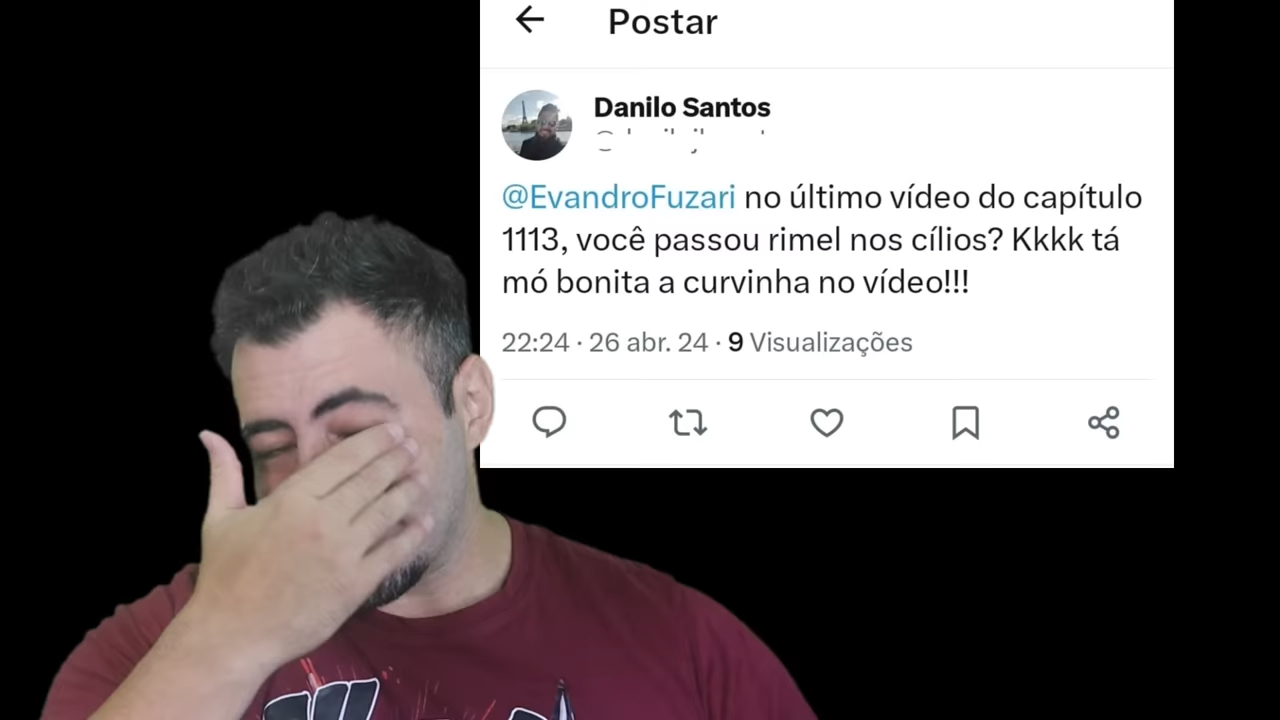 Postar
Danilo Santos
@EvandroFuzari no último vídeo do capítulo
1113, você passou rimel nos cílios? Kkkk tá
mó bonita a curvinha no vídeo!!!
22:24 · 26 abr. 24 · 9 Visualizações